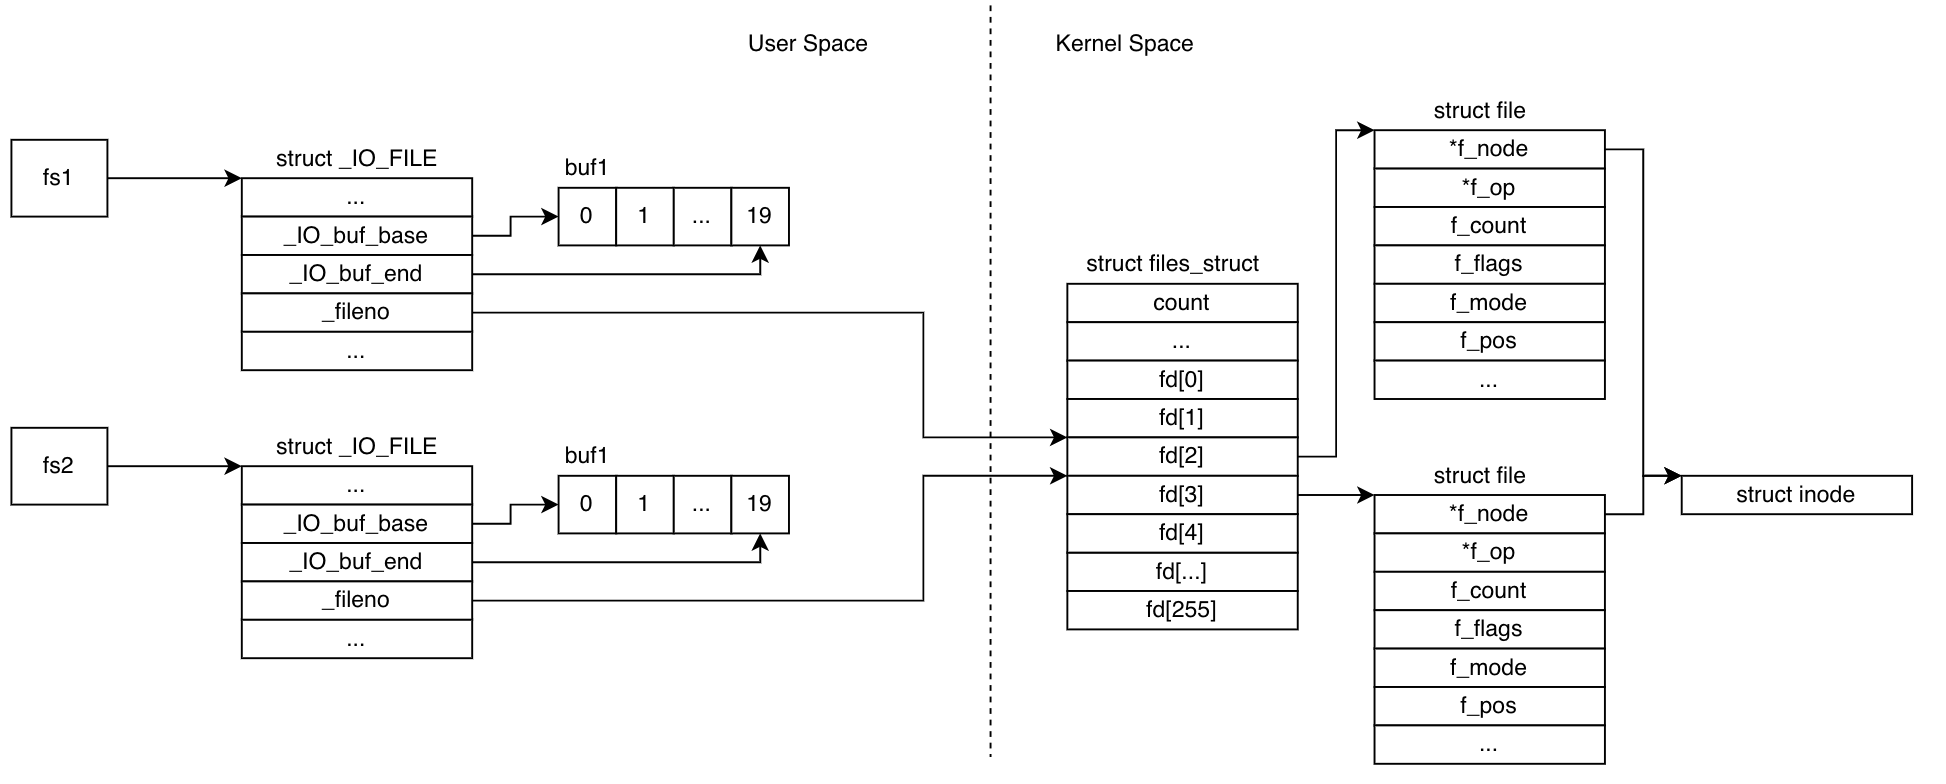 User Space
Kernel Space
fs1
struct _IO_FILE
...
_IO_buf_base
_IO_buf_end
_fileno
...
buf1
0 1 ... 19
fs2
struct _IO_FILE
...
_IO_buf_base
_IO_buf_end
_fileno
...
buf1
0 1 ... 19
struct files_struct
count
...
fd[0]
fd[1]
fd[2]
fd[3]
fd[4]
fd[...]
fd[255]
struct file
*f_node
*f_op
f_count
f_flags
f_mode
f_pos
...
struct file
*f_node
*f_op
f_count
f_flags
f_mode
f_pos
...
struct inode